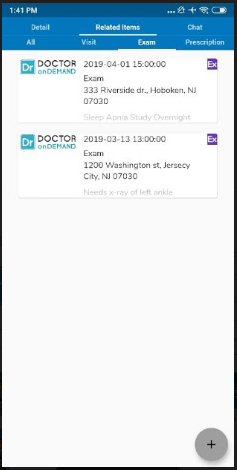 1:41 PM
Detail Related Items Chat
All Visit Exam Prescription
Dr DOCTOR onDEMAND
2019-04-01 15:00:00 Ex
Exam
333 Riverside dr., Hoboken, NJ
07030
Sleep Apnia Study Overnight
Dr DOCTOR onDEMAND
2019-03-13 13:00:00 Ex
Exam
1200 Washington st, Jersecy
City, NJ 07030
Needs x-ray of left ankle
+